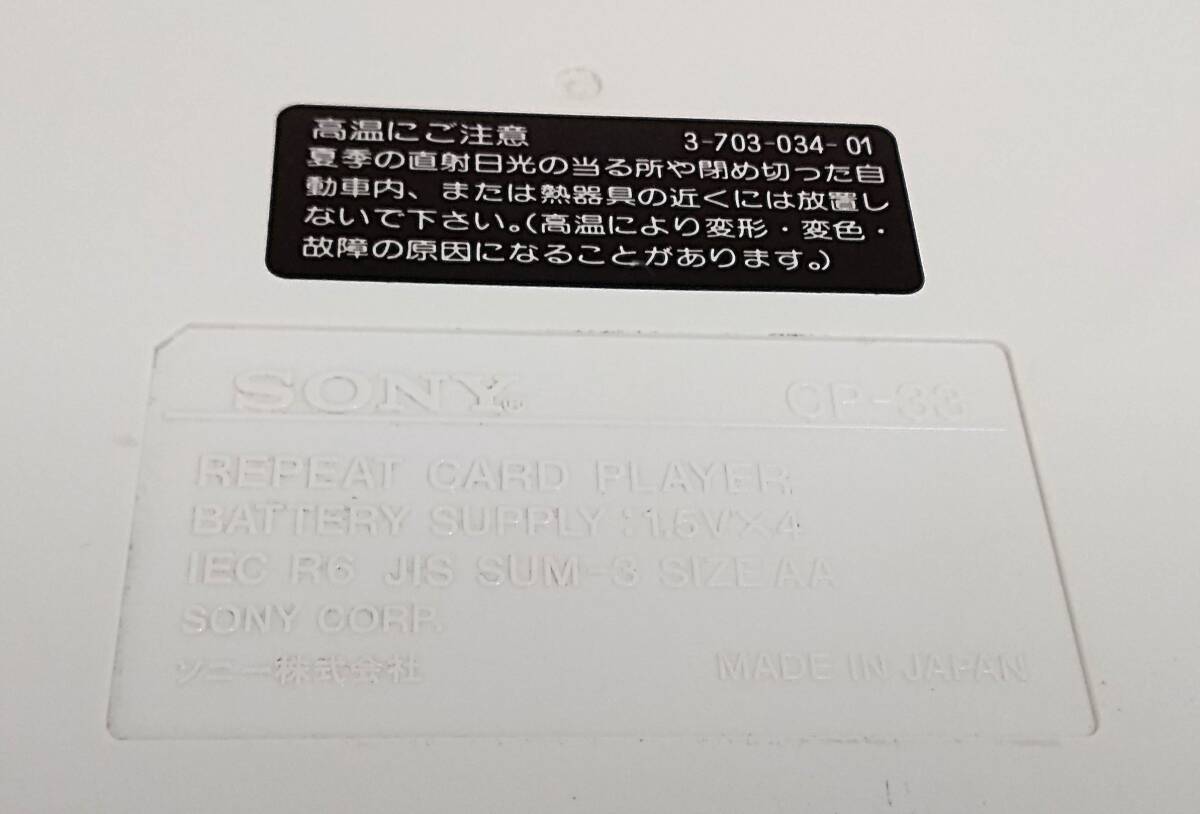 高温にご注意 3-703-034-01
夏季の直射日光の当る所や閉め切った自
動車内、または熱器具の近くには放置し
ないで下さい。(高温により変形・変色・
故障の原因になることがあります。)
SONY® CP-33
REPEAT CARD PLAYER
BATTERY SUPPLY:1.5V×4
IEC R6 JIS SUM-3 SIZE AA
SONY CORP.
ソニー株式会社 MADE IN JAPAN